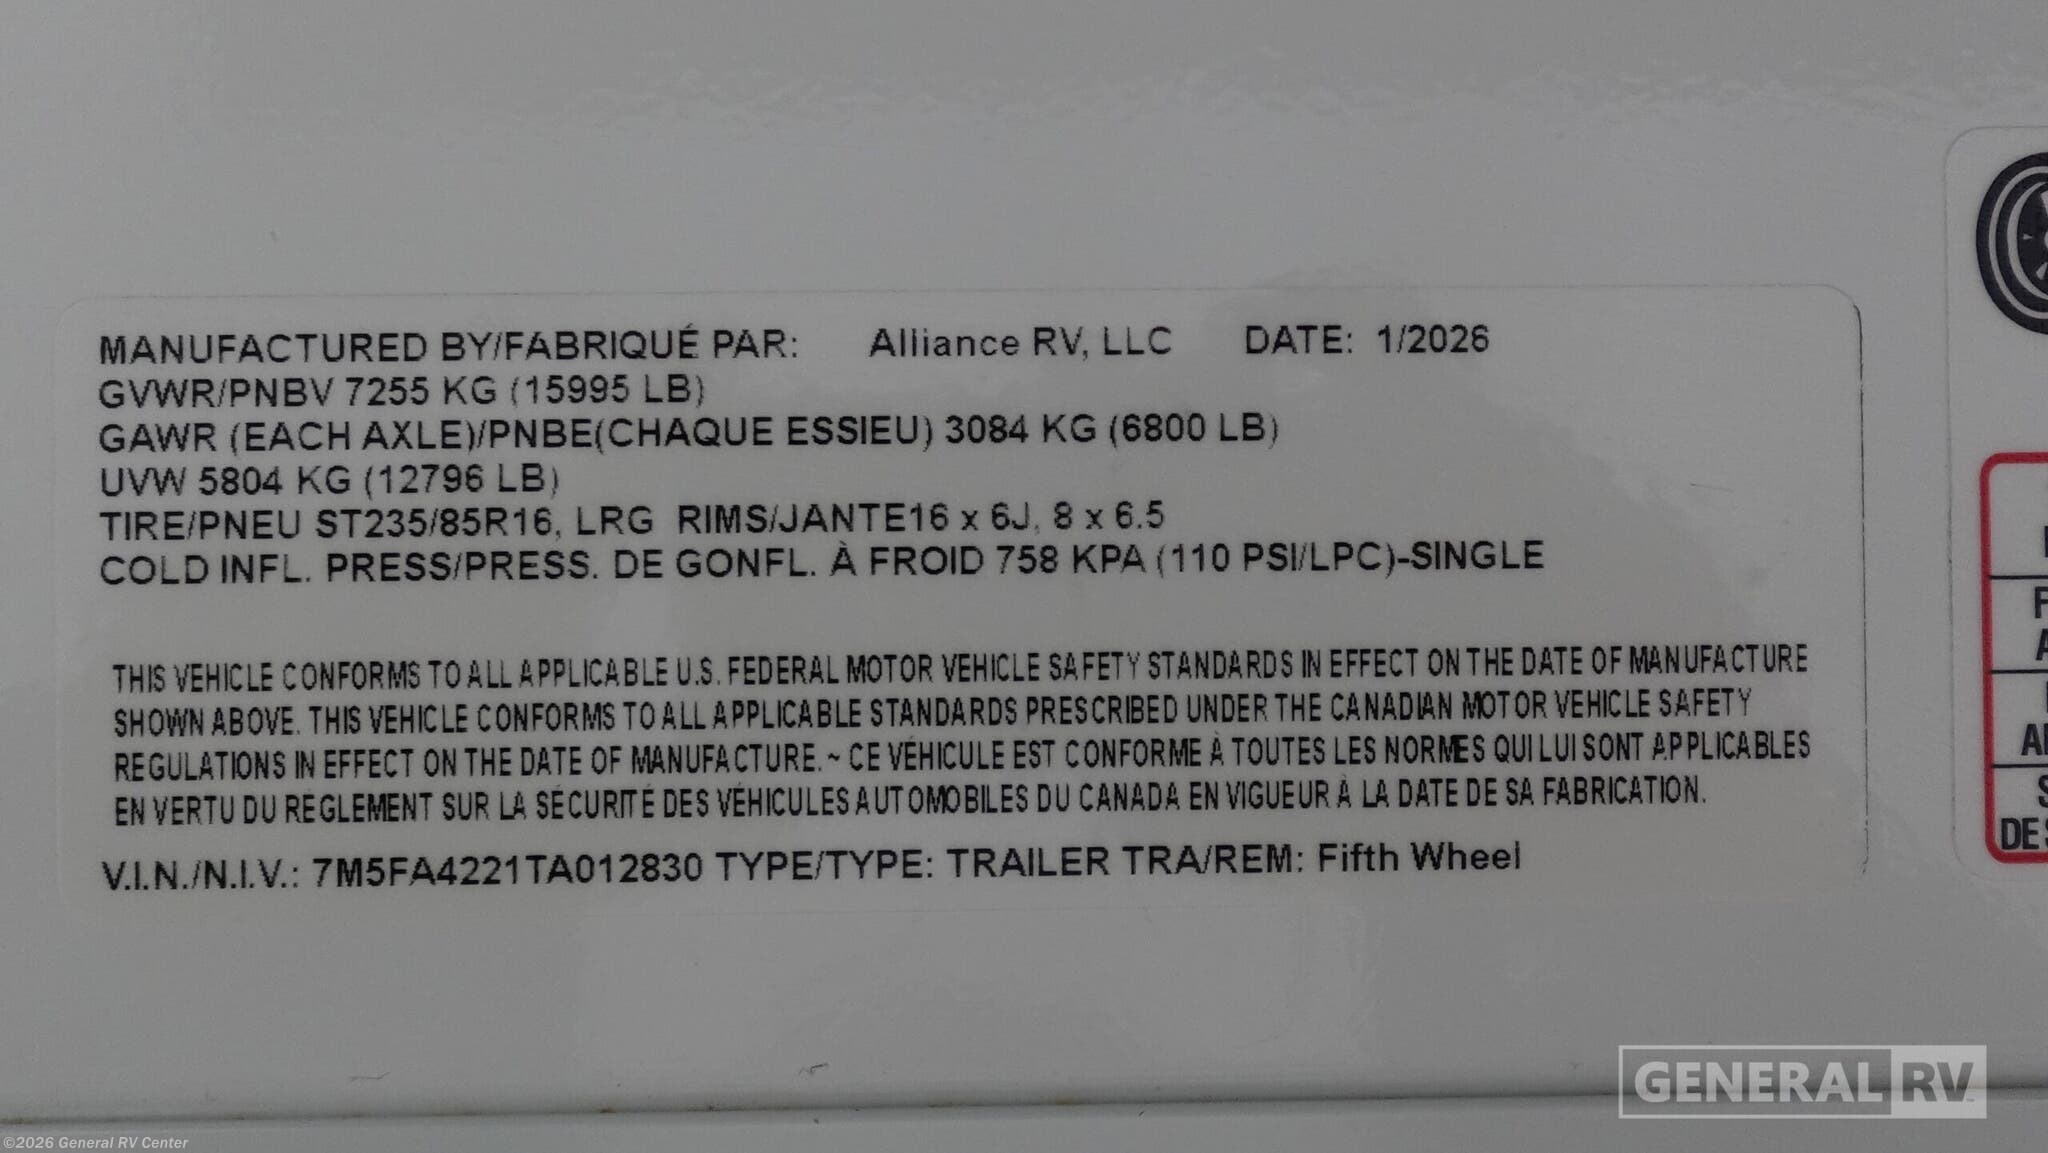 MANUFACTURED BY/FABRIQUÉ PAR: Alliance RV, LLC DATE: 1/2026
GVWR/PNBV 7255 KG (15995 LB)
GAWR (EACH AXLE)/PNBE(CHAQUE ESSIEU) 3084 KG (6800 LB)
UVW 5804 KG (12796 LB)
TIRE/PNEU ST235/85R16, LRG RIMS/JANTE16 x 6J, 8 x 6.5
COLD INFL. PRESS/PRESS. DE GONFL. À FROID 758 KPA (110 PSI/LPC)-SINGLE
THIS VEHICLE CONFORMS TO ALL APPLICABLE U.S. FEDERAL MOTOR VEHICLE SAFETY STANDARDS IN EFFECT ON THE DATE OF MANUFACTURE
SHOWN ABOVE. THIS VEHICLE CONFORMS TO ALL APPLICABLE STANDARDS PRESCRIBED UNDER THE CANADIAN MOTOR VEHICLE SAFETY
REGULATIONS IN EFFECT ON THE DATE OF MANUFACTURE. ~ CE VÉHICULE EST CONFORME À TOUTES LES NORMES QUI LUI SONT APPLICABLES
EN VERTU DU RÈGLEMENT SUR LA SÉCURITÉ DES VÉHICULES AUTOMOBILES DU CANADA EN VIGUEUR À LA DATE DE SA FABRICATION.
V.I.N./N.I.V.: 7M5FA4221TA012830 TYPE/TYPE: TRAILER TRA/REM: Fifth Wheel
GENERAL RV
©2026 General RV Center